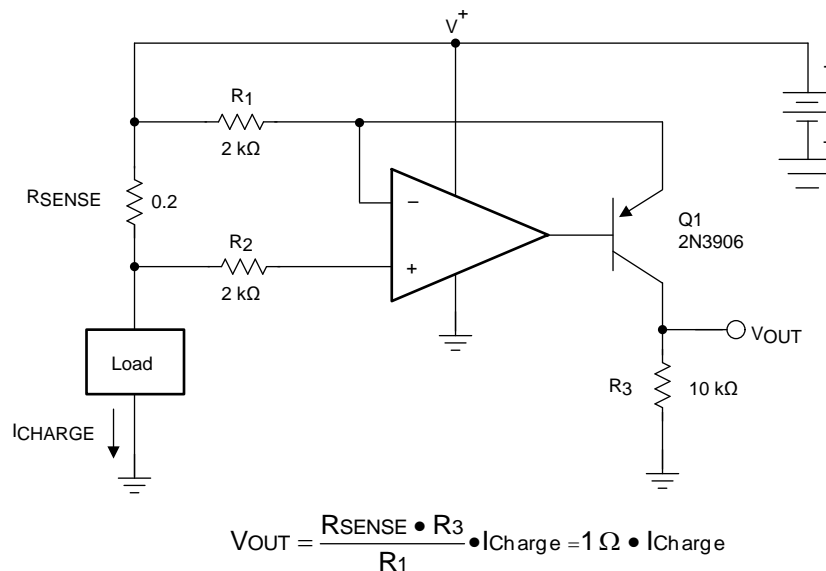 V+
R1
2 kΩ
RSENSE
0.2
R2
2 kΩ
−
+
Q1
2N3906
+
−
Load
ICHARGE
VOUT
R3
10 kΩ
VOUT = RSENSE • R3 / R1 • ICharge = 1 Ω • ICharge